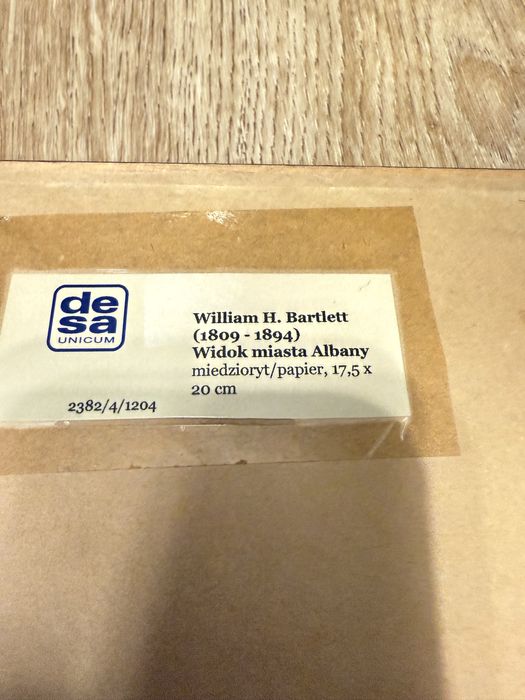 de
sa
UNICUM
2382/4/1204
William H. Bartlett
(1809 - 1894)
Widok miasta Albany
miedzioryt/papier, 17,5 x
20 cm